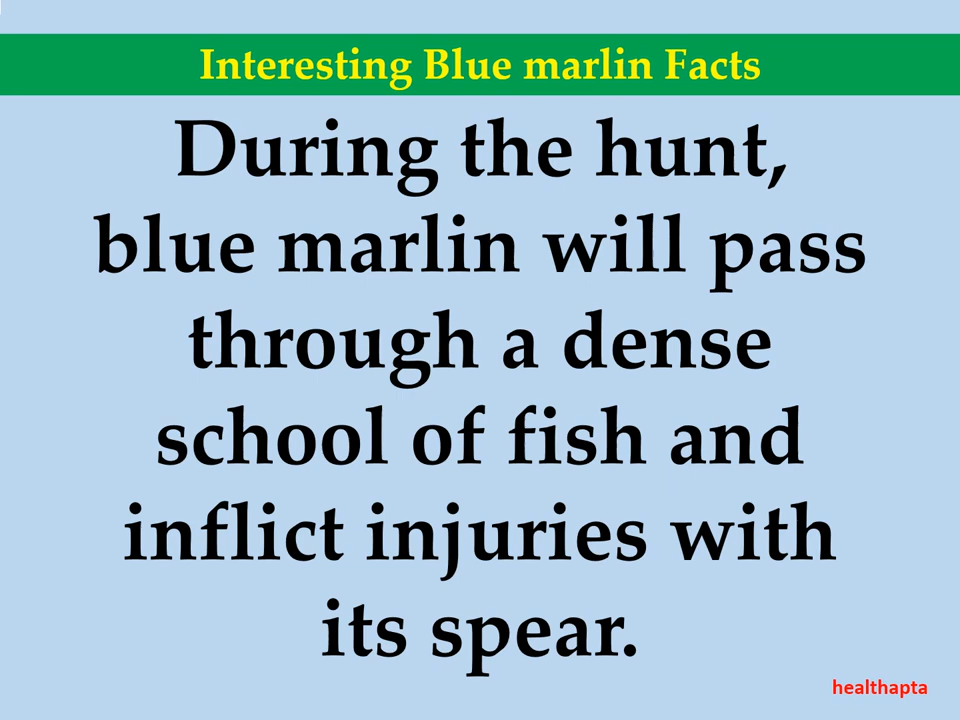 Interesting Blue marlin Facts
During the hunt,
blue marlin will pass
through a dense
school of fish and
inflict injuries with
its spear.
healthapta